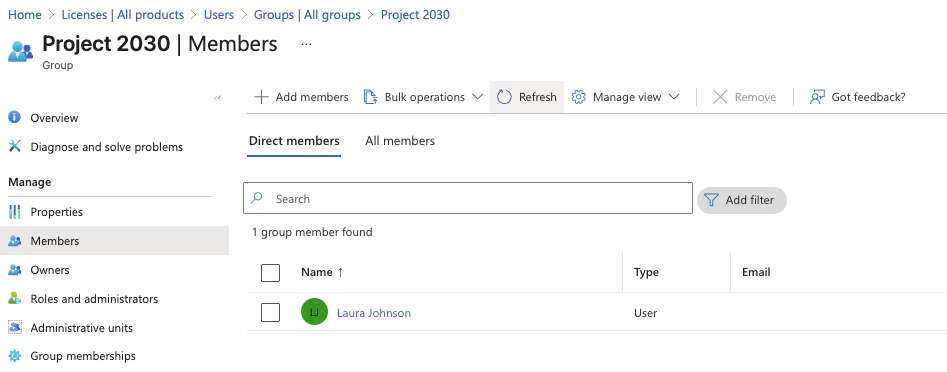 Home > Licenses | All products > Users > Groups | All groups > Project 2030
Project 2030 | Members ...
Group
«
Add members Bulk operations Refresh Manage view Remove Got feedback?
Overview
Diagnose and solve problems
Manage
Properties
Members
Owners
Roles and administrators
Administrative units
Group memberships
Direct members All members
Search
Add filter
1 group member found
Name ↑ Type Email
LJ Laura Johnson User